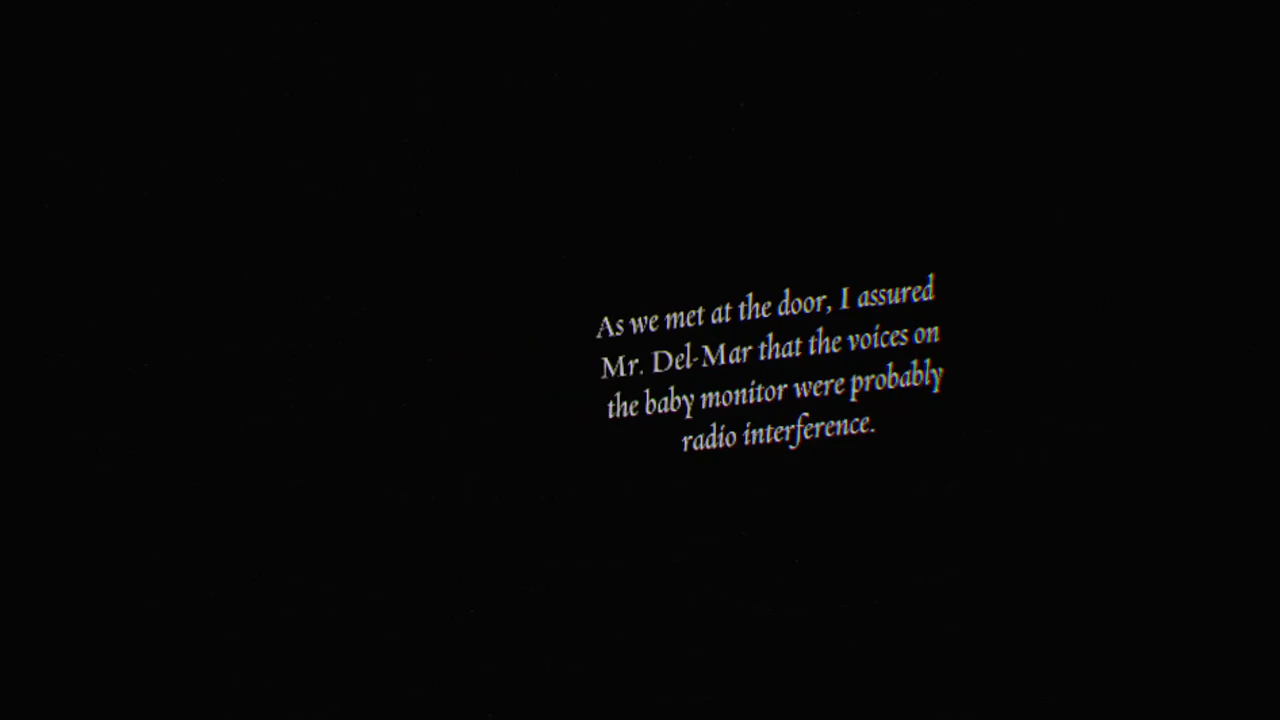 As we met at the door, I assured
Mr. Del-Mar that the voices on
the baby monitor were probably
radio interference.